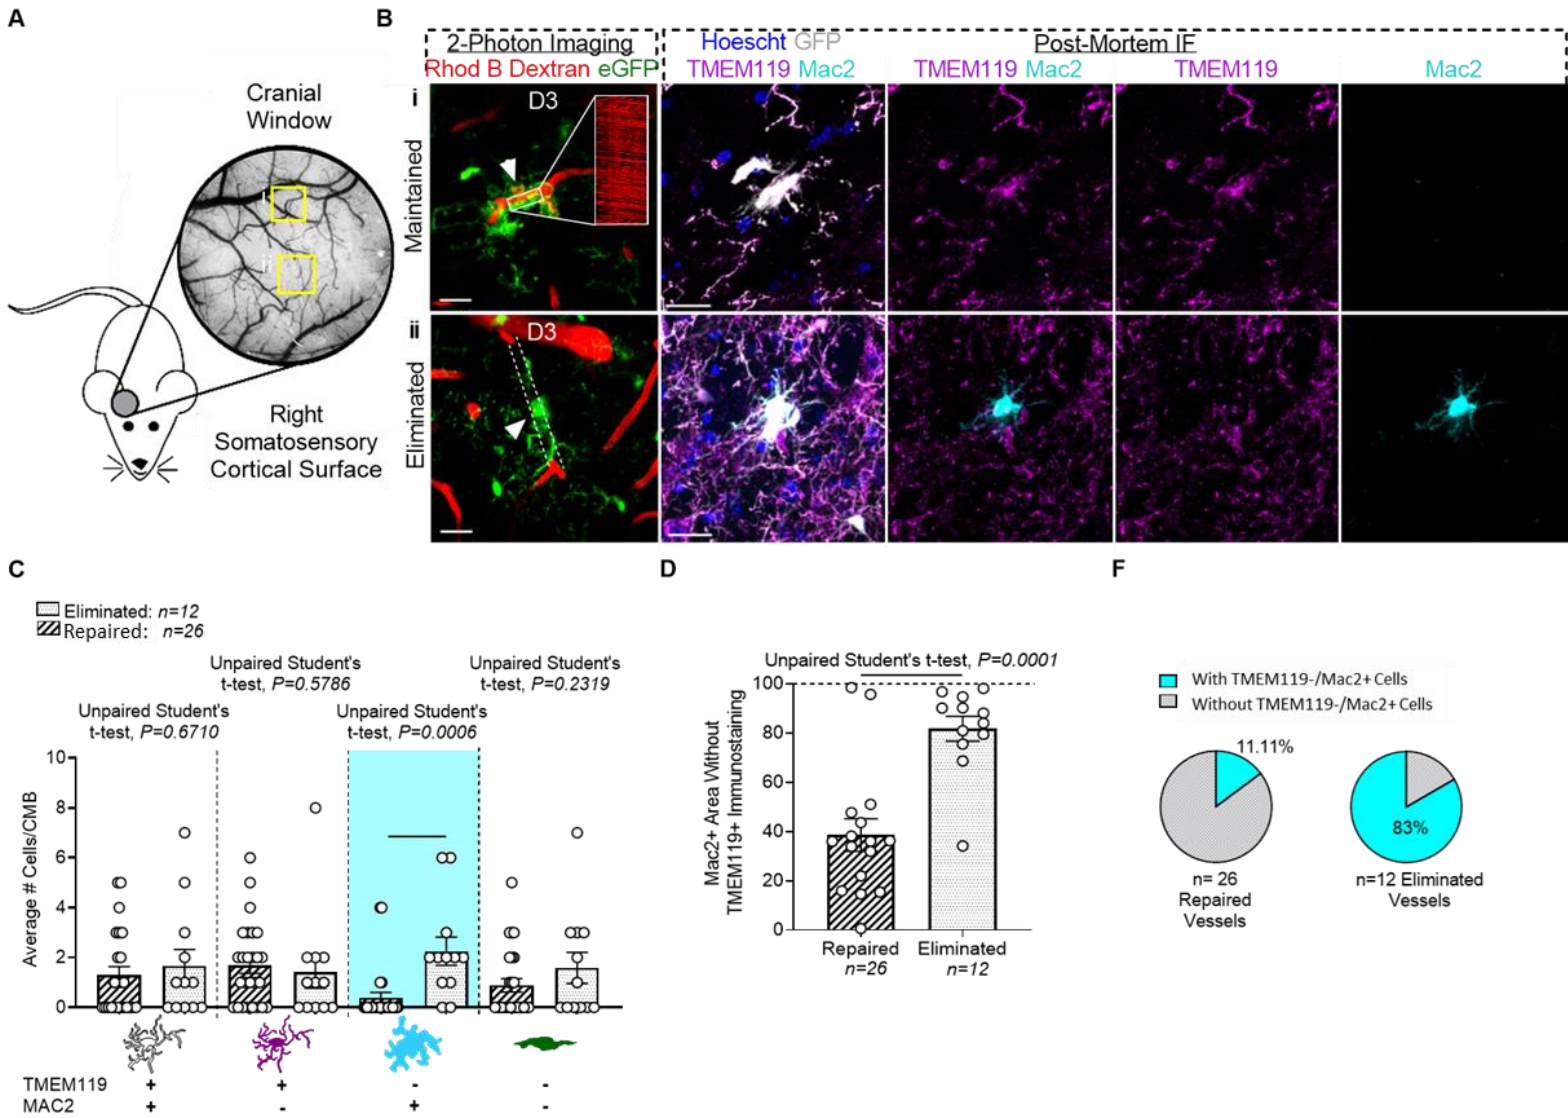 A
B
2-Photon Imaging
Rhod B Dextran eGFP
Hoescht GFP
Post-Mortem IF
TMEM119 Mac2
TMEM119 Mac2
TMEM119
Mac2
Cranial
Window
i
ii
Right
Somatosensory
Cortical Surface
i
Maintained
D3
ii
Eliminated
D3
C
Eliminated: n=12
Repaired: n=26
Unpaired Student's
t-test, P=0.5786
Unpaired Student's
t-test, P=0.2319
Unpaired Student's
t-test, P=0.6710
Unpaired Student's
t-test, P=0.0006
Average # Cells/CMB
10
8
6
4
2
0
TMEM119 + + - -
MAC2 + - + -
D
Unpaired Student's t-test, P=0.0001
Mac2+ Area Without
TMEM119+ Immunostaining
100
80
60
40
20
0
Repaired
n=26
Eliminated
n=12
F
With TMEM119-/Mac2+ Cells
Without TMEM119-/Mac2+ Cells
11.11%
83%
n= 26
Repaired
Vessels
n=12 Eliminated
Vessels